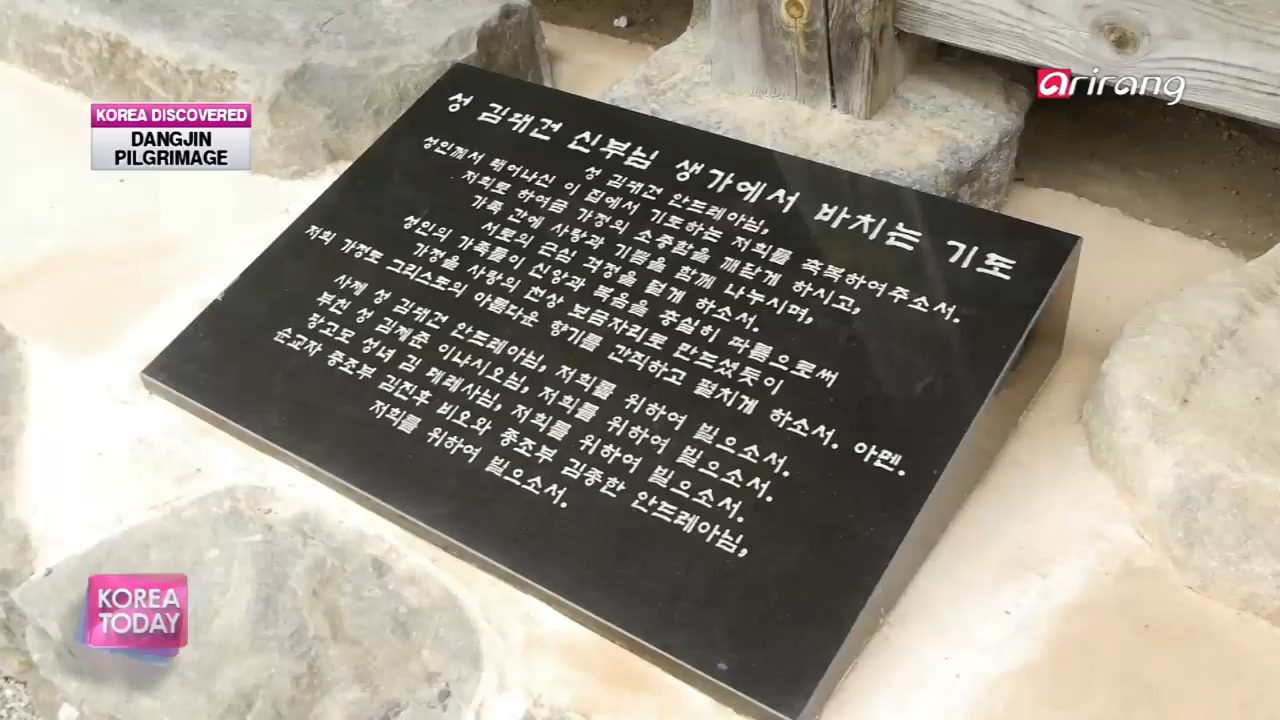 arirang
KOREA DISCOVERED
DANGJIN
PILGRIMAGE
성 김대건 신부님 생가에서 바치는 기도
성 김대건 안드레아님,
성인께서 태어나신 이 집에서 기도하는 저희를 축복하여주소서.
저희로 하여금 가정의 소중함을 깨닫게 하시고,
가족 간에 사랑과 기쁨을 함께 나누시며,
서로의 근심 걱정을 덜게 하소서.
성인의 가족들이 신앙과 복음을 충실히 따름으로써
가정을 사랑의 천상 보금자리로 만드셨듯이
저희 가정도 그리스도의 아름다운 향기를 간직하고 펼치게 하소서. 아멘.
사제 성 김대건 안드레아님, 저희를 위하여 빌으소서.
부친 성 김제준 이냐시오님, 저희를 위하여 빌으소서.
당고모 성녀 김 데레사님, 저희를 위하여 빌으소서.
순교자 증조부 김진후 비오와 종조부 김종한 안드레아님,
저희를 위하여 빌으소서.
KOREA
TODAY